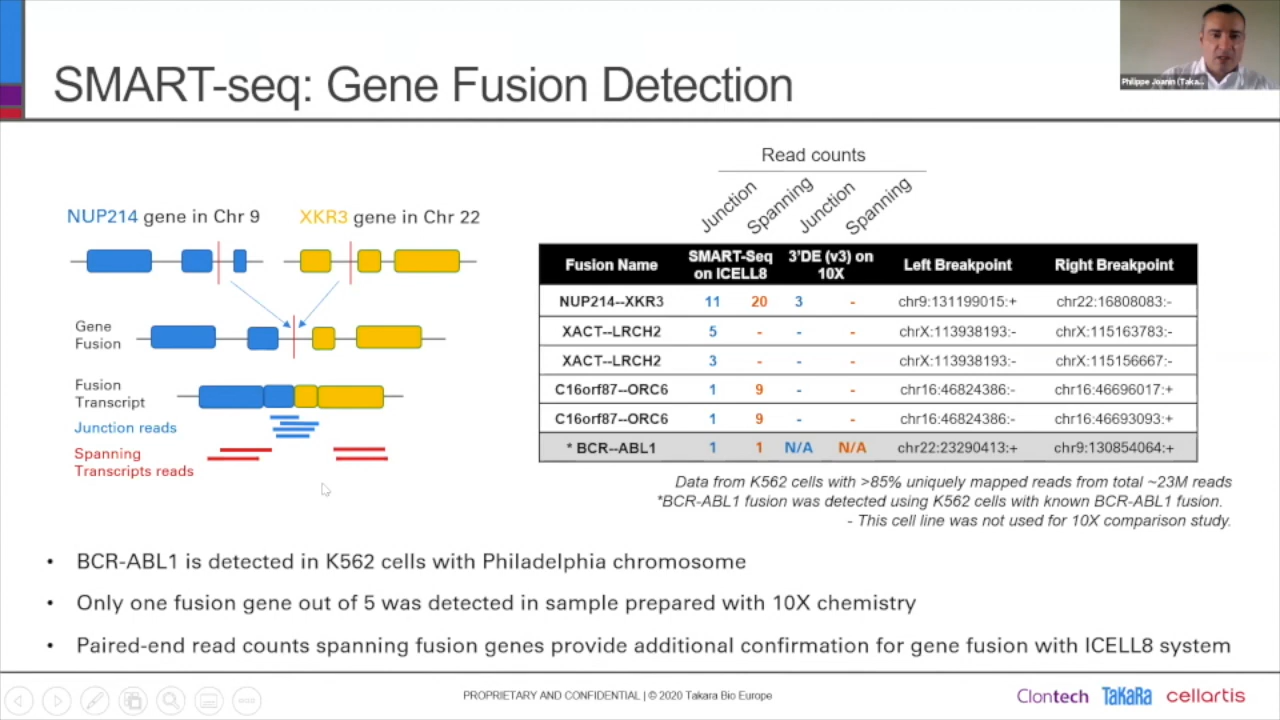 SMART-seq: Gene Fusion Detection
Philippe Joanin (Taka...
NUP214 gene in Chr 9
XKR3 gene in Chr 22
Gene
Fusion
Fusion
Transcript
Junction reads
Spanning
Transcripts reads
Read counts
Junction Spanning Junction Spanning
Fusion Name SMART-Seq on ICELL8 3'DE (v3) on 10X Left Breakpoint Right Breakpoint
NUP214--XKR3 11 20 3 - chr9:131199015:+ chr22:16808083:-
XACT--LRCH2 5 - - - chrX:113938193:- chrX:115163783:-
XACT--LRCH2 3 - - - chrX:113938193:- chrX:115156667:-
C16orf87--ORC6 1 9 - - chr16:46824386:- chr16:46696017:+
C16orf87--ORC6 1 9 - - chr16:46824386:- chr16:46693093:+
* BCR--ABL1 1 1 N/A N/A chr22:23290413:+ chr9:130854064:+
Data from K562 cells with >85% uniquely mapped reads from total ~23M reads
*BCR-ABL1 fusion was detected using K562 cells with known BCR-ABL1 fusion.
- This cell line was not used for 10X comparison study.
• BCR-ABL1 is detected in K562 cells with Philadelphia chromosome
• Only one fusion gene out of 5 was detected in sample prepared with 10X chemistry
• Paired-end read counts spanning fusion genes provide additional confirmation for gene fusion with ICELL8 system
PROPRIETARY AND CONFIDENTIAL | © 2020 Takara Bio Europe
Clontech TaKaRa cellartis